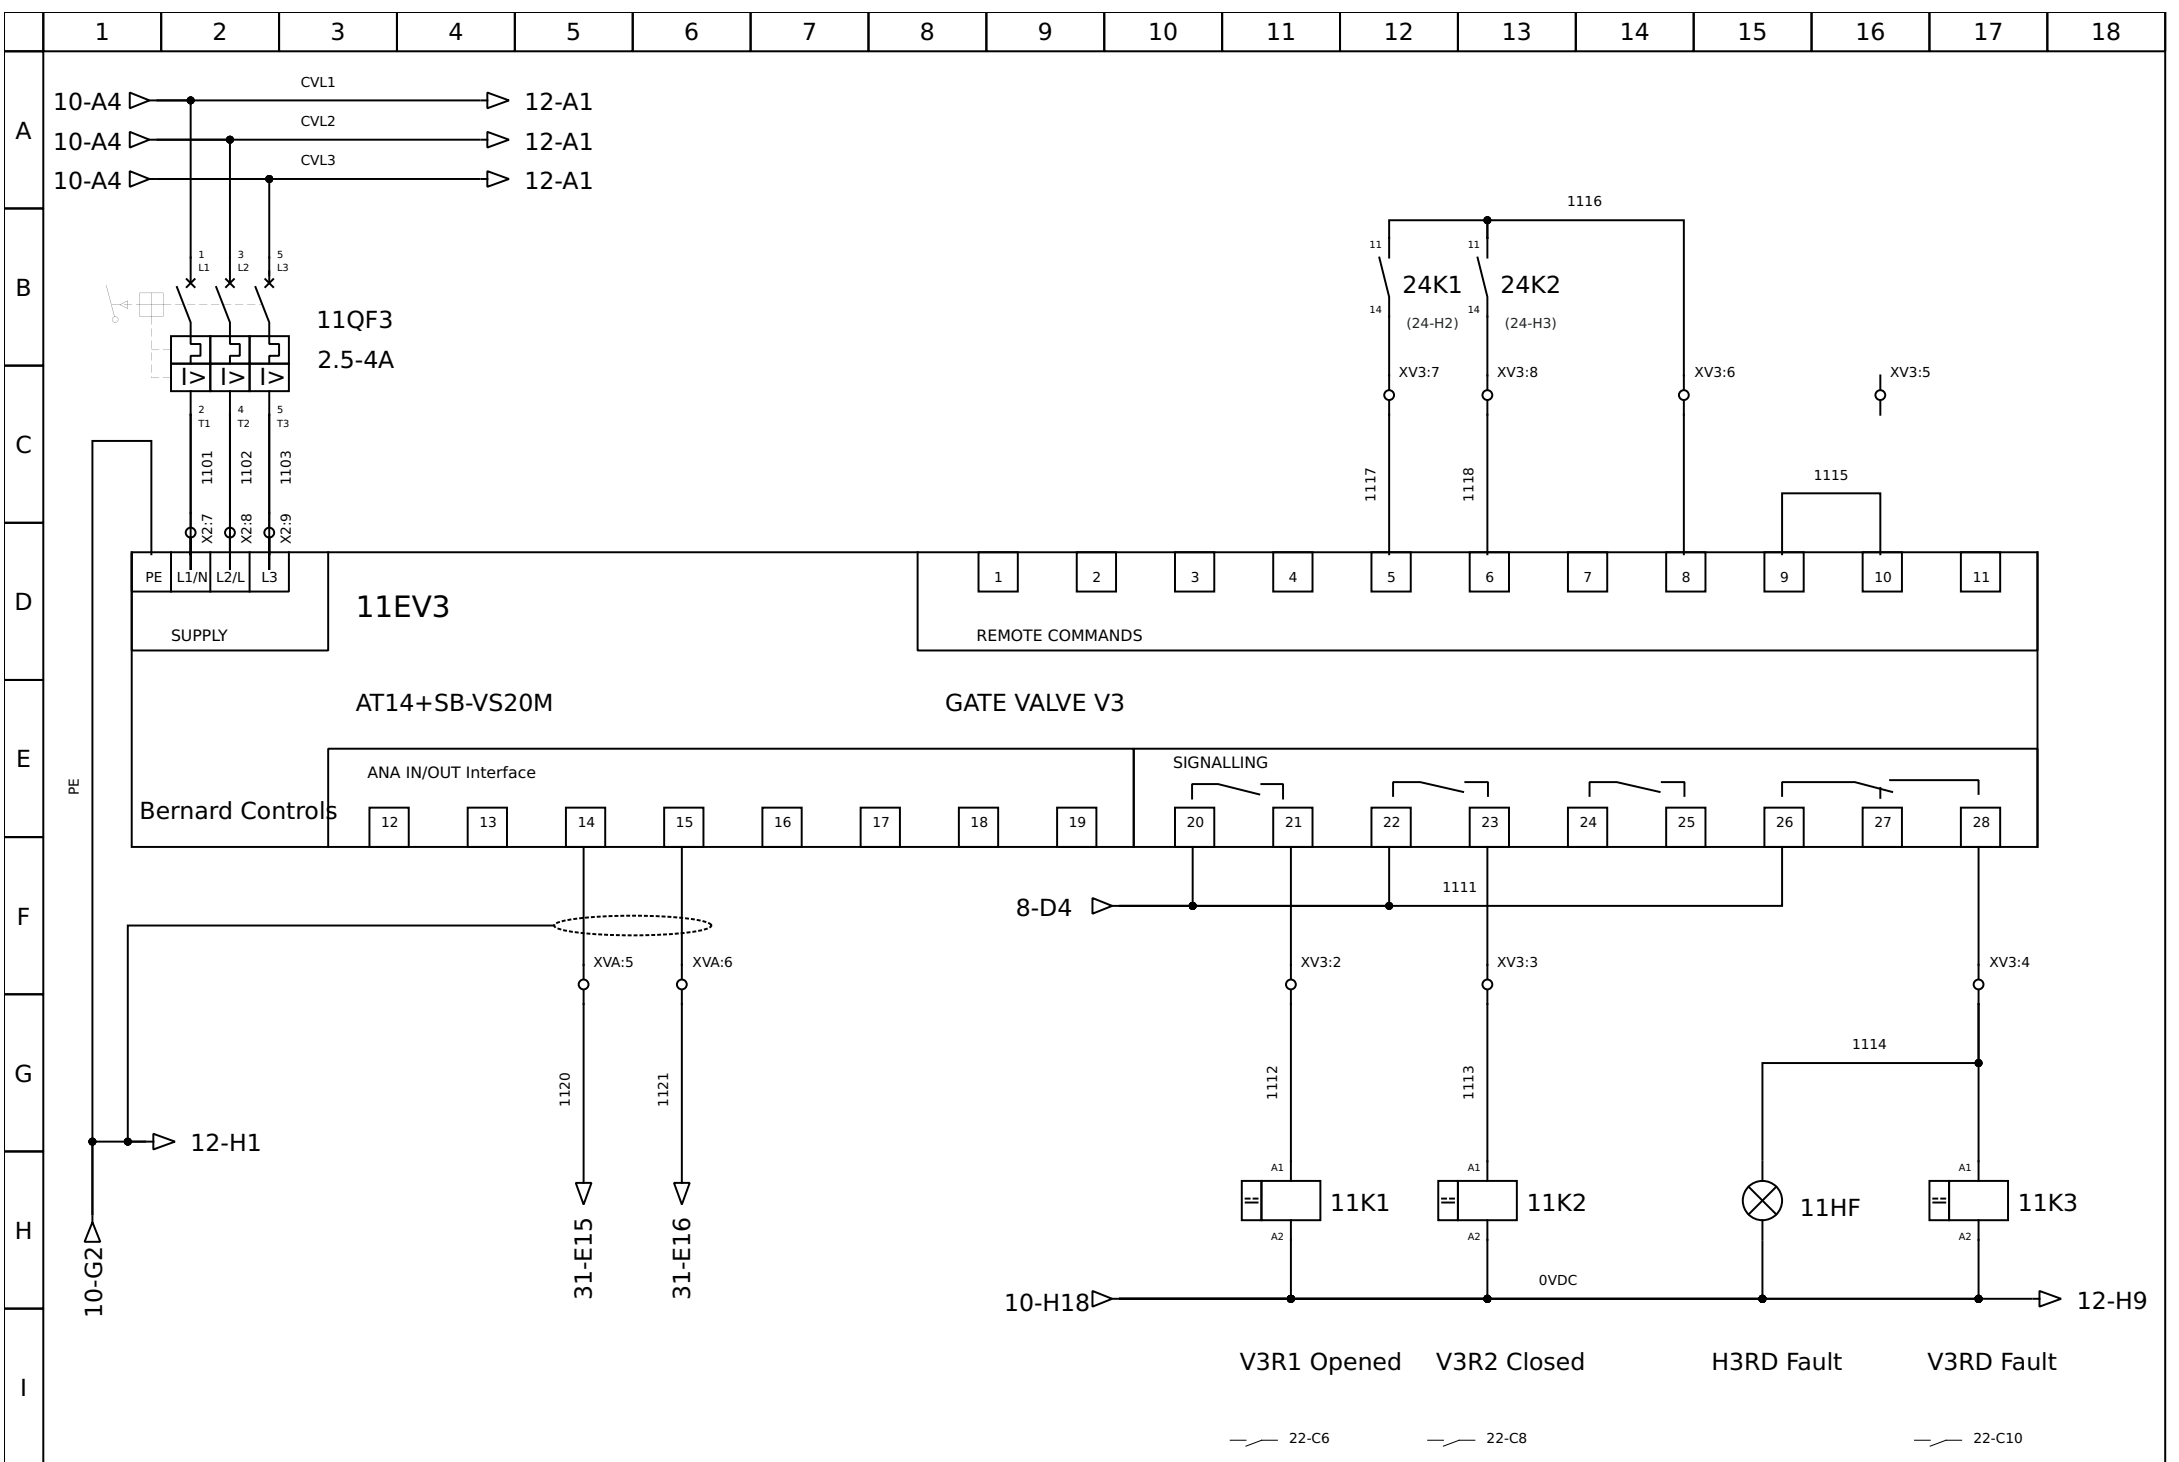 1 2 3 4 5 6 7 8 9 10 11 12 13 14 15 16 17 18
A
B
C
D
E
F
G
H
I
CVL1
10-A4 12-A1
CVL2
10-A4 12-A1
CVL3
10-A4 12-A1
1116
1 3 5
L1 L2 L3
11 11
24K1 24K2
14 14
(24-H2) (24-H3)
11QF3
2.5-4A
I> I> I>
XV3:7 XV3:8 XV3:6 XV3:5
2 4 5
T1 T2 T3
1101 1102 1103
1117 1118
1115
X2:7 X2:8 X2:9
PE L1/N L2/L L3
1 2 3 4 5 6 7 8 9 10 11
11EV3
SUPPLY
REMOTE COMMANDS
AT14+SB-VS20M
GATE VALVE V3
PE
ANA IN/OUT Interface
SIGNALLING
Bernard Controls
12 13 14 15 16 17 18 19 20 21 22 23 24 25 26 27 28
8-D4
1111
XVA:5 XVA:6
XV3:2 XV3:3 XV3:4
1114
1120 1121
1112 1113
12-H1
A1 A1 A1
11K1 11K2 11HF 11K3
A2 A2 A2
10-G2
31-E15 31-E16
0VDC
10-H18 12-H9
V3R1 Opened V3R2 Closed H3RD Fault V3RD Fault
22-C6 22-C8 22-C10